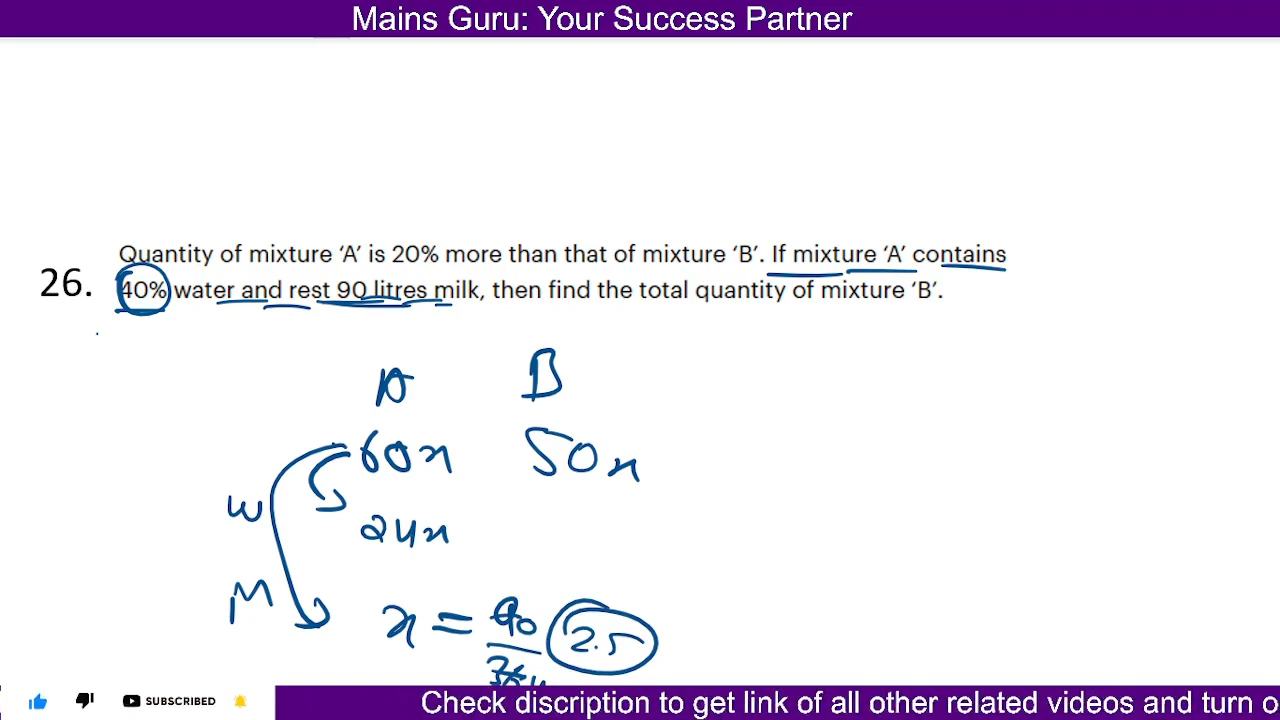 Mains Guru: Your Success Partner
Quantity of mixture ‘A’ is 20% more than that of mixture ‘B’. If mixture ‘A’ contains
26. 40% water and rest 90 litres milk, then find the total quantity of mixture ‘B’.
A B
60x 50x
W
24x
M
x = 90 2.5
SUBSCRIBED
Check discription to get link of all other related videos and turn o